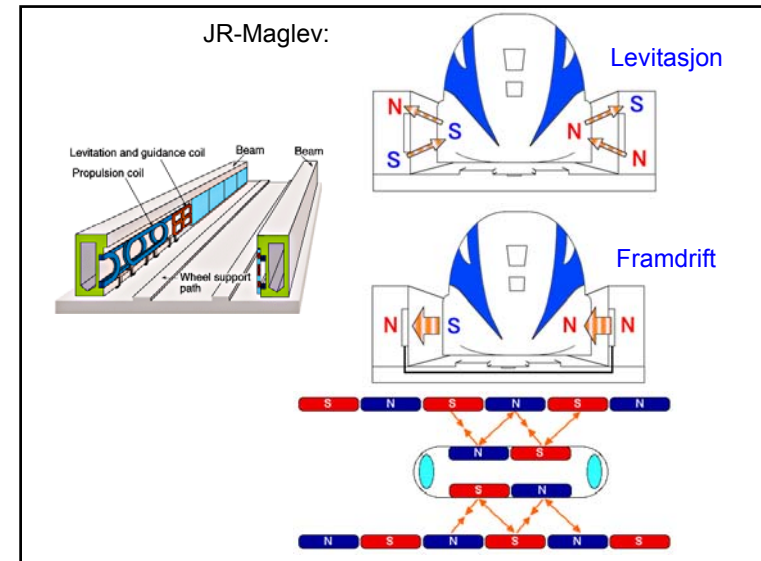 JR-Maglev:
Levitasjon
N S
S N
S N
Levitation and guidance coil Beam Beam
Propulsion coil
Wheel support
path
Framdrift
N S N N
S N S N S N
N S
S N
N S N S N S